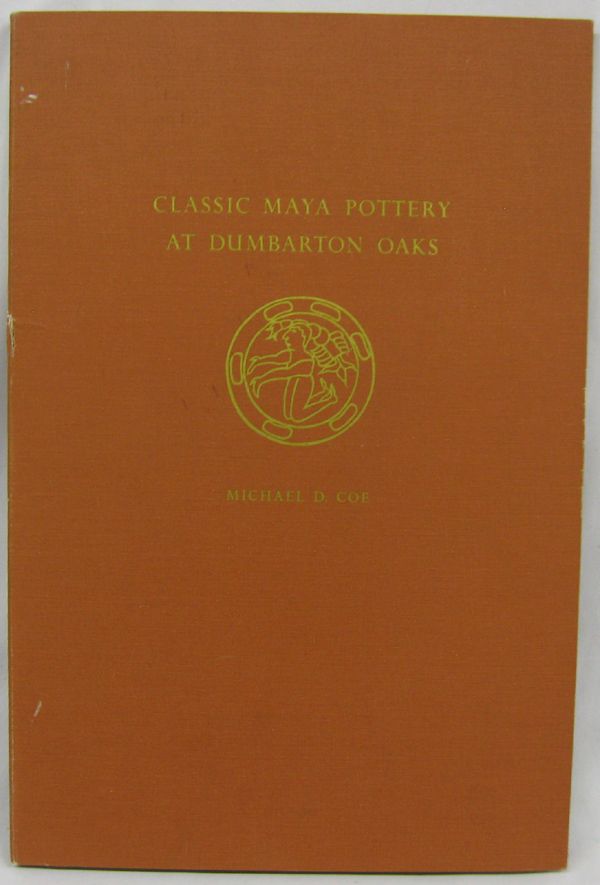 CLASSIC MAYA POTTERY
AT DUMBARTON OAKS
MICHAEL D. COE